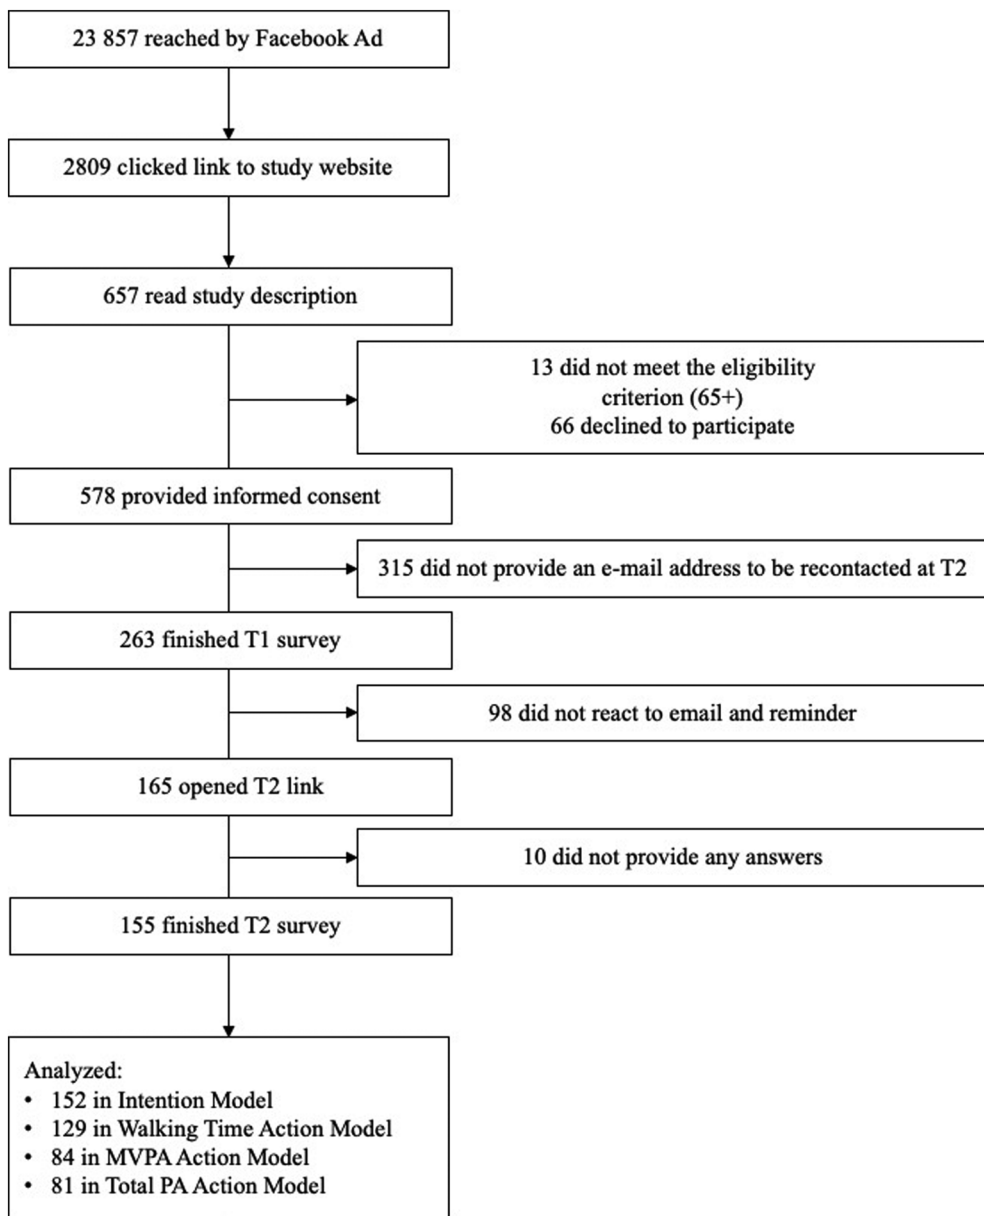 23 857 reached by Facebook Ad
2809 clicked link to study website
657 read study description
13 did not meet the eligibility
criterion (65+)
66 declined to participate
578 provided informed consent
315 did not provide an e-mail address to be recontacted at T2
263 finished T1 survey
98 did not react to email and reminder
165 opened T2 link
10 did not provide any answers
155 finished T2 survey
Analyzed:
• 152 in Intention Model
• 129 in Walking Time Action Model
• 84 in MVPA Action Model
• 81 in Total PA Action Model